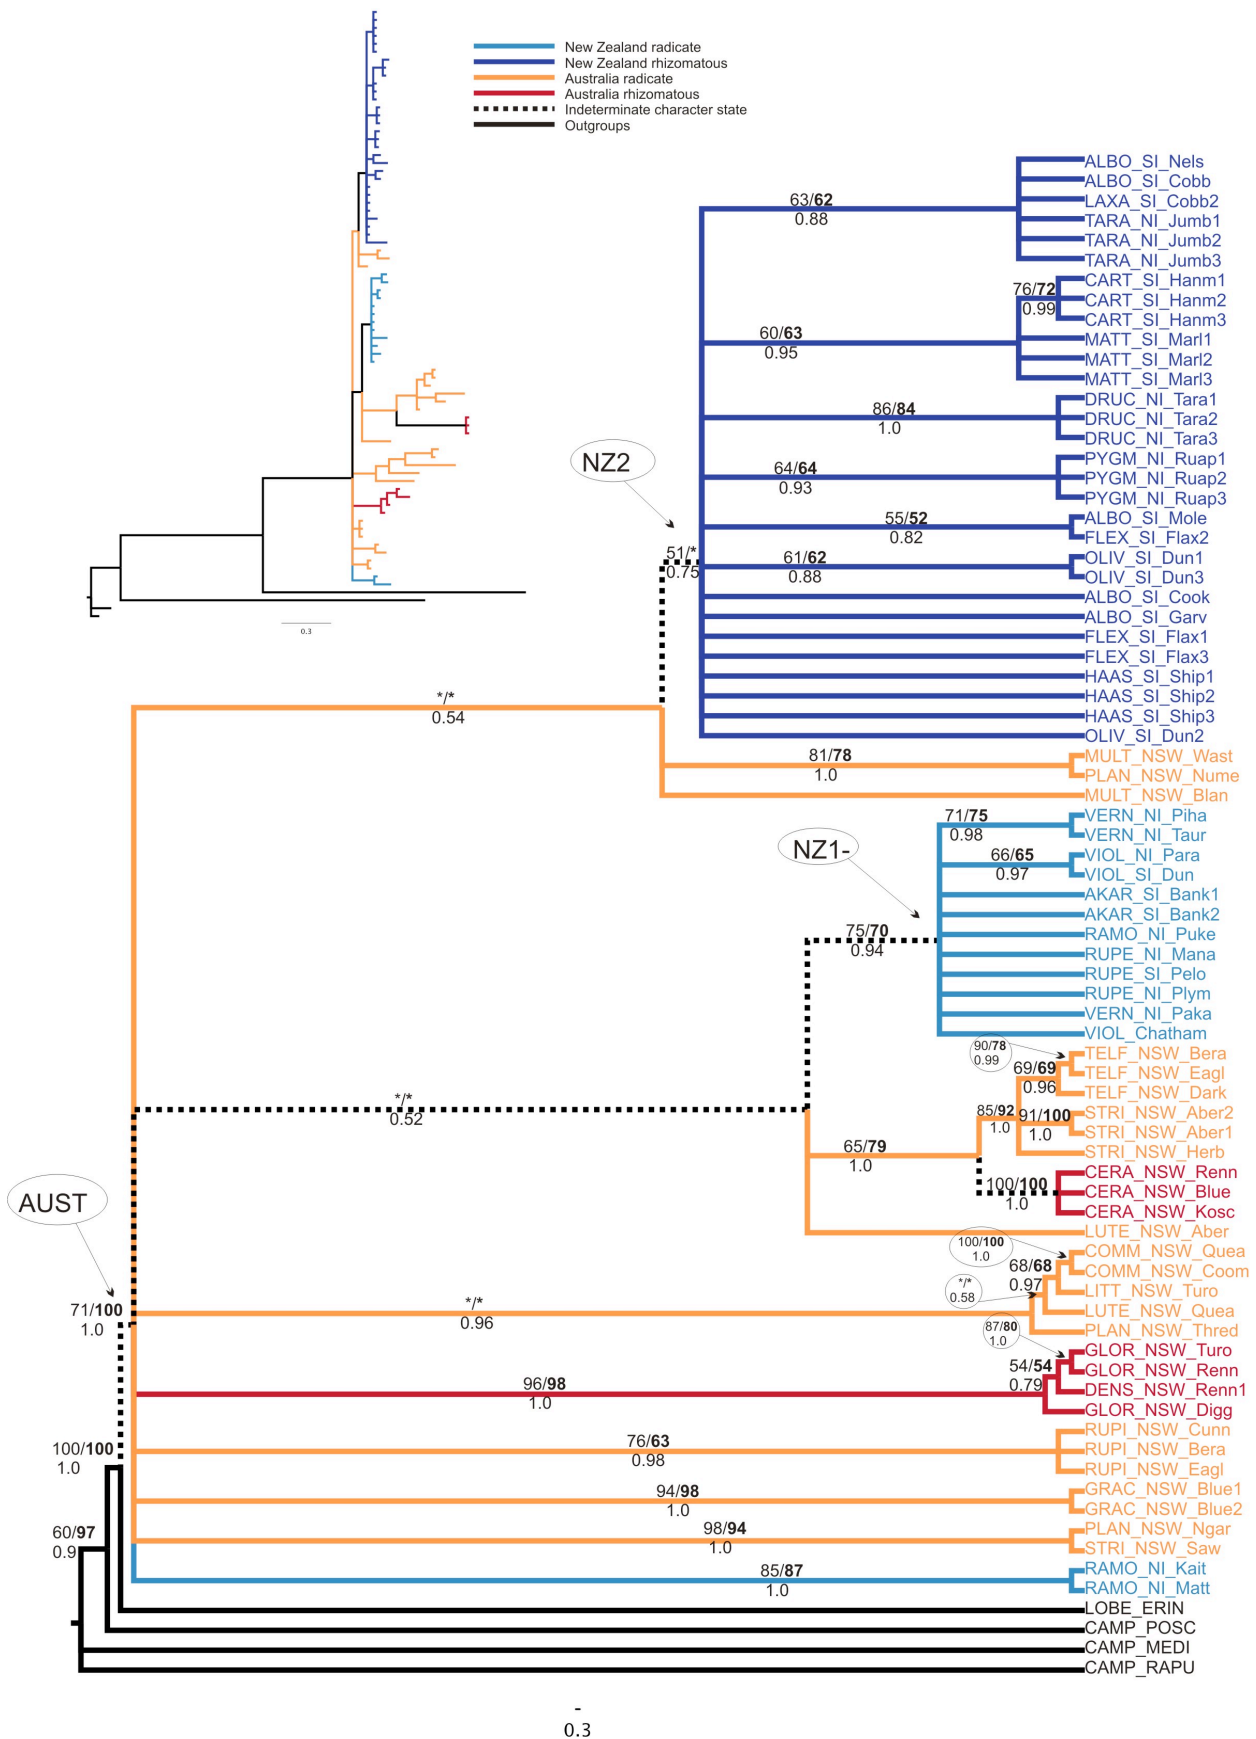 New Zealand radicate
New Zealand rhizomatous
Australia radicate
Australia rhizomatous
Indeterminate character state
Outgroups
0.3
ALBO_SI_Nels
ALBO_SI_Cobb
63/62
LAXA_SI_Cobb2
0.88
TARA_NI_Jumb1
TARA_NI_Jumb2
TARA_NI_Jumb3
CART_SI_Hanm1
76/72
CART_SI_Hanm2
0.99
CART_SI_Hanm3
60/63
MATT_SI_Marl1
0.95
MATT_SI_Marl2
MATT_SI_Marl3
DRUC_NI_Tara1
86/84
DRUC_NI_Tara2
1.0
DRUC_NI_Tara3
NZ2
PYGM_NI_Ruap1
64/64
PYGM_NI_Ruap2
0.93
PYGM_NI_Ruap3
55/52
ALBO_SI_Mole
0.82
FLEX_SI_Flax2
51/*
0.75
61/62
OLIV_SI_Dun1
0.88
OLIV_SI_Dun3
ALBO_SI_Cook
ALBO_SI_Garv
FLEX_SI_Flax1
FLEX_SI_Flax3
HAAS_SI_Ship1
HAAS_SI_Ship2
*/*
0.54
HAAS_SI_Ship3
OLIV_SI_Dun2
81/78
MULT_NSW_Wast
1.0
PLAN_NSW_Nume
MULT_NSW_Blan
71/75
VERN_NI_Piha
0.98
VERN_NI_Taur
NZ1-
66/65
VIOL_NI_Para
0.97
VIOL_SI_Dun
AKAR_SI_Bank1
AKAR_SI_Bank2
75/70
0.94
RAMO_NI_Puke
RUPE_NI_Mana
RUPE_SI_Pelo
RUPE_NI_Plym
VERN_NI_Paka
VIOL_Chatham
90/78
0.99
TELF_NSW_Bera
69/69
TELF_NSW_Eagl
0.96
TELF_NSW_Dark
*/*
0.52
85/92
1.0
91/100
STRI_NSW_Aber2
1.0
STRI_NSW_Aber1
65/79
1.0
STRI_NSW_Herb
CERA_NSW_Renn
100/100
CERA_NSW_Blue
1.0
CERA_NSW_Kosc
AUST
LUTE_NSW_Aber
100/100
1.0
COMM_NSW_Quea
68/68
COMM_NSW_Coom
0.97
*/*
0.58
LITT_NSW_Turo
71/100
1.0
*/*
0.96
LUTE_NSW_Quea
87/80
1.0
PLAN_NSW_Thred
GLOR_NSW_Turo
54/54
GLOR_NSW_Renn
0.79
96/98
1.0
DENS_NSW_Renn1
GLOR_NSW_Digg
RUPI_NSW_Cunn
100/100
1.0
76/63
0.98
RUPI_NSW_Bera
RUPI_NSW_Eagl
94/98
1.0
GRAC_NSW_Blue1
GRAC_NSW_Blue2
60/97
0.9
98/94
1.0
PLAN_NSW_Ngar
STRI_NSW_Saw
85/87
1.0
RAMO_NI_Kait
RAMO_NI_Matt
LOBE_ERIN
CAMP_POSC
CAMP_MEDI
CAMP_RAPU
0.3